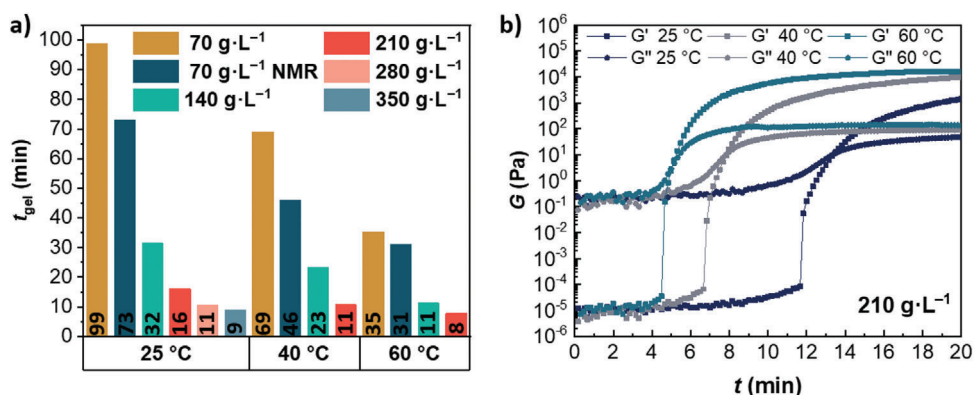 a)
70 g·L⁻¹ 210 g·L⁻¹
70 g·L⁻¹ NMR 280 g·L⁻¹
140 g·L⁻¹ 350 g·L⁻¹
100
90
80
70
60
50
40
30
20
10
0
t_gel (min)
99 73 32 16 11 9 69 46 23 11 35 31 11 8
25 °C 40 °C 60 °C
b)
G' 25 °C G' 40 °C G' 60 °C
G'' 25 °C G'' 40 °C G'' 60 °C
10⁶
10⁵
10⁴
10³
10²
10¹
10⁰
10⁻¹
10⁻²
10⁻³
10⁻⁴
10⁻⁵
10⁻⁶
G (Pa)
210 g·L⁻¹
0 2 4 6 8 10 12 14 16 18 20
t (min)